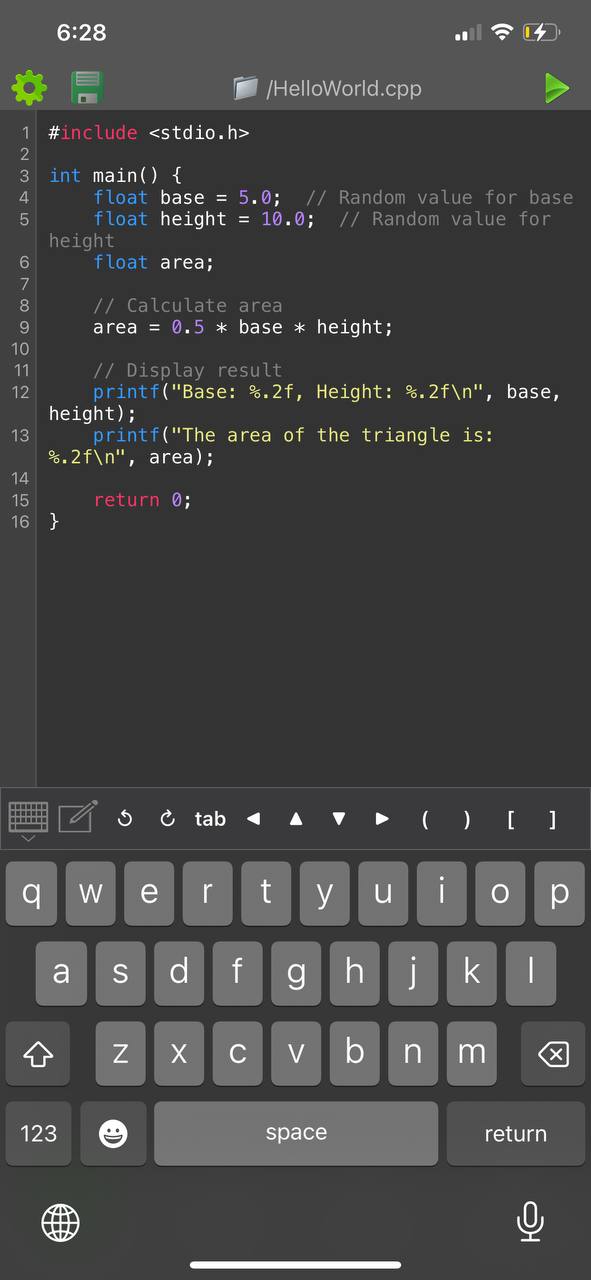 6:28
/HelloWorld.cpp
1 #include <stdio.h>
2
3 int main() {
4     float base = 5.0;  // Random value for base
5     float height = 10.0;  // Random value for
height
6     float area;
7
8     // Calculate area
9     area = 0.5 * base * height;
10
11     // Display result
12     printf("Base: %.2f, Height: %.2f\n", base,
height);
13     printf("The area of the triangle is:
%.2f\n", area);
14
15     return 0;
16 }
tab ( ) [ ]
q w e r t y u i o p
a s d f g h j k l
z x c v b n m
123 space return